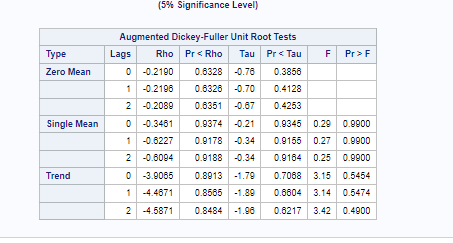 (5% Significance Level)
Augmented Dickey-Fuller Unit Root Tests
Type Lags Rho Pr < Rho Tau Pr < Tau F Pr > F
Zero Mean 0 -0.2190 0.6328 -0.76 0.3856
1 -0.2196 0.6326 -0.70 0.4128
2 -0.2089 0.6351 -0.67 0.4253
Single Mean 0 -0.3461 0.9374 -0.21 0.9345 0.29 0.9900
1 -0.6227 0.9178 -0.34 0.9155 0.27 0.9900
2 -0.6094 0.9188 -0.34 0.9164 0.25 0.9900
Trend 0 -3.9065 0.8913 -1.79 0.7068 3.15 0.5454
1 -4.4671 0.8565 -1.89 0.6604 3.14 0.5474
2 -4.5871 0.8484 -1.96 0.6217 3.42 0.4900